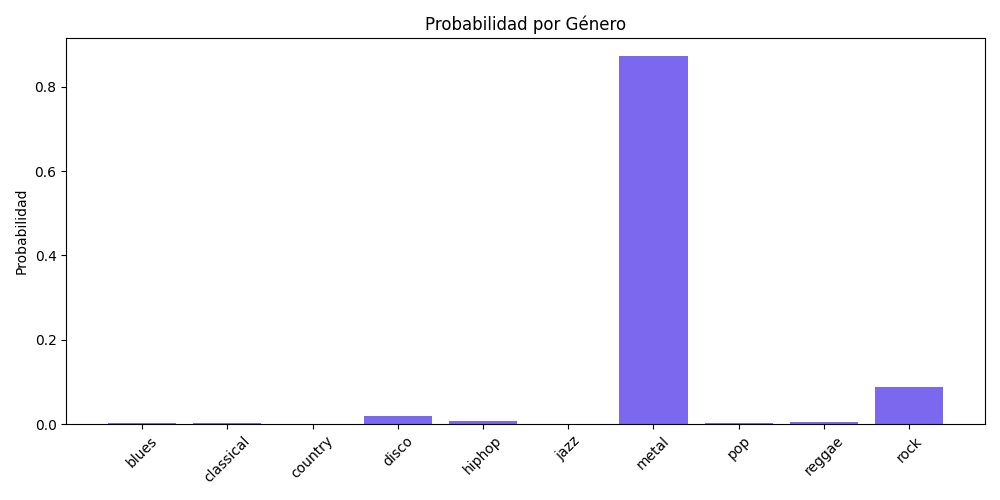 Probabilidad por Género
Probabilidad
0.8
0.6
0.4
0.2
0.0
blues
classical
country
disco
hiphop
jazz
metal
pop
reggae
rock